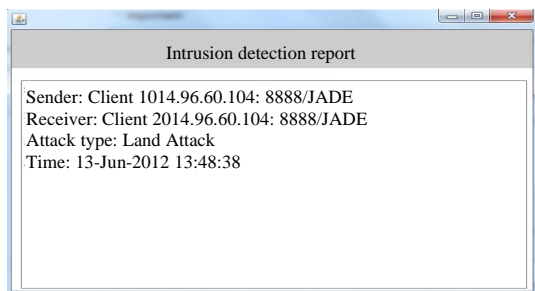 Intrusion detection report
Sender: Client 1014.96.60.104: 8888/JADE
Receiver: Client 2014.96.60.104: 8888/JADE
Attack type: Land Attack
Time: 13-Jun-2012 13:48:38